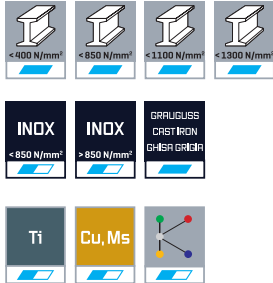 <400 N/mm²
<850 N/mm²
<1100 N/mm²
<1300 N/mm²
INOX
<850 N/mm²
INOX
>850 N/mm²
GRAUGUSS
CAST IRON
GHISA GRIGIA
Ti
Cu, Ms